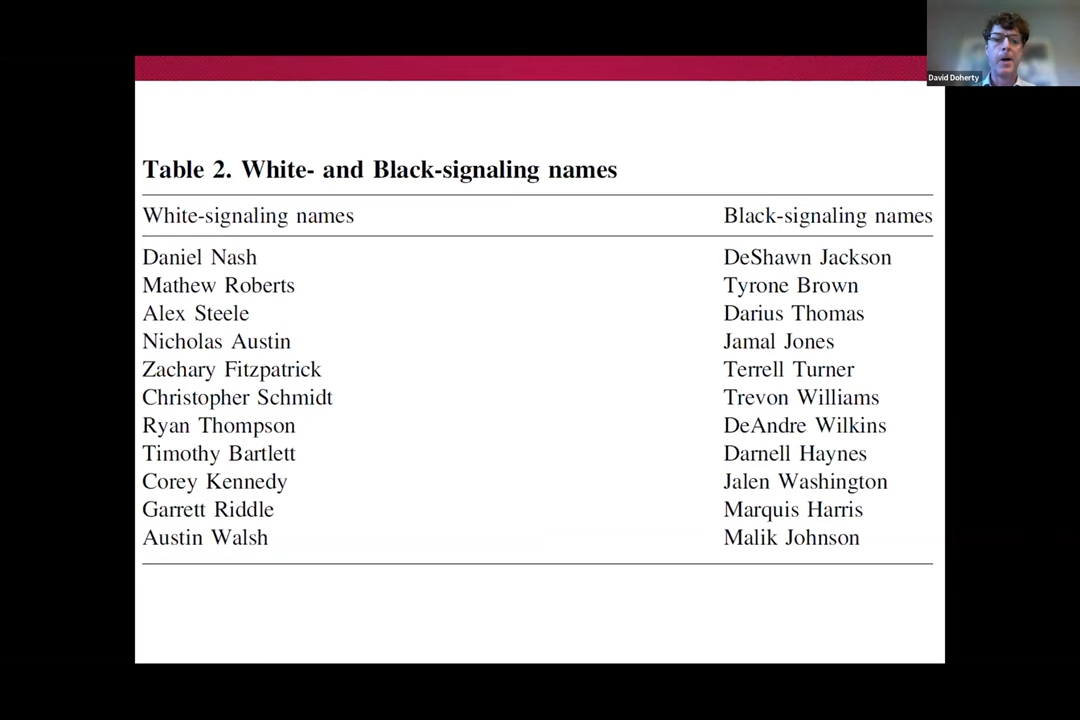 David Doherty
Table 2. White- and Black-signaling names
White-signaling names Black-signaling names
Daniel Nash DeShawn Jackson
Mathew Roberts Tyrone Brown
Alex Steele Darius Thomas
Nicholas Austin Jamal Jones
Zachary Fitzpatrick Terrell Turner
Christopher Schmidt Trevon Williams
Ryan Thompson DeAndre Wilkins
Timothy Bartlett Darnell Haynes
Corey Kennedy Jalen Washington
Garrett Riddle Marquis Harris
Austin Walsh Malik Johnson